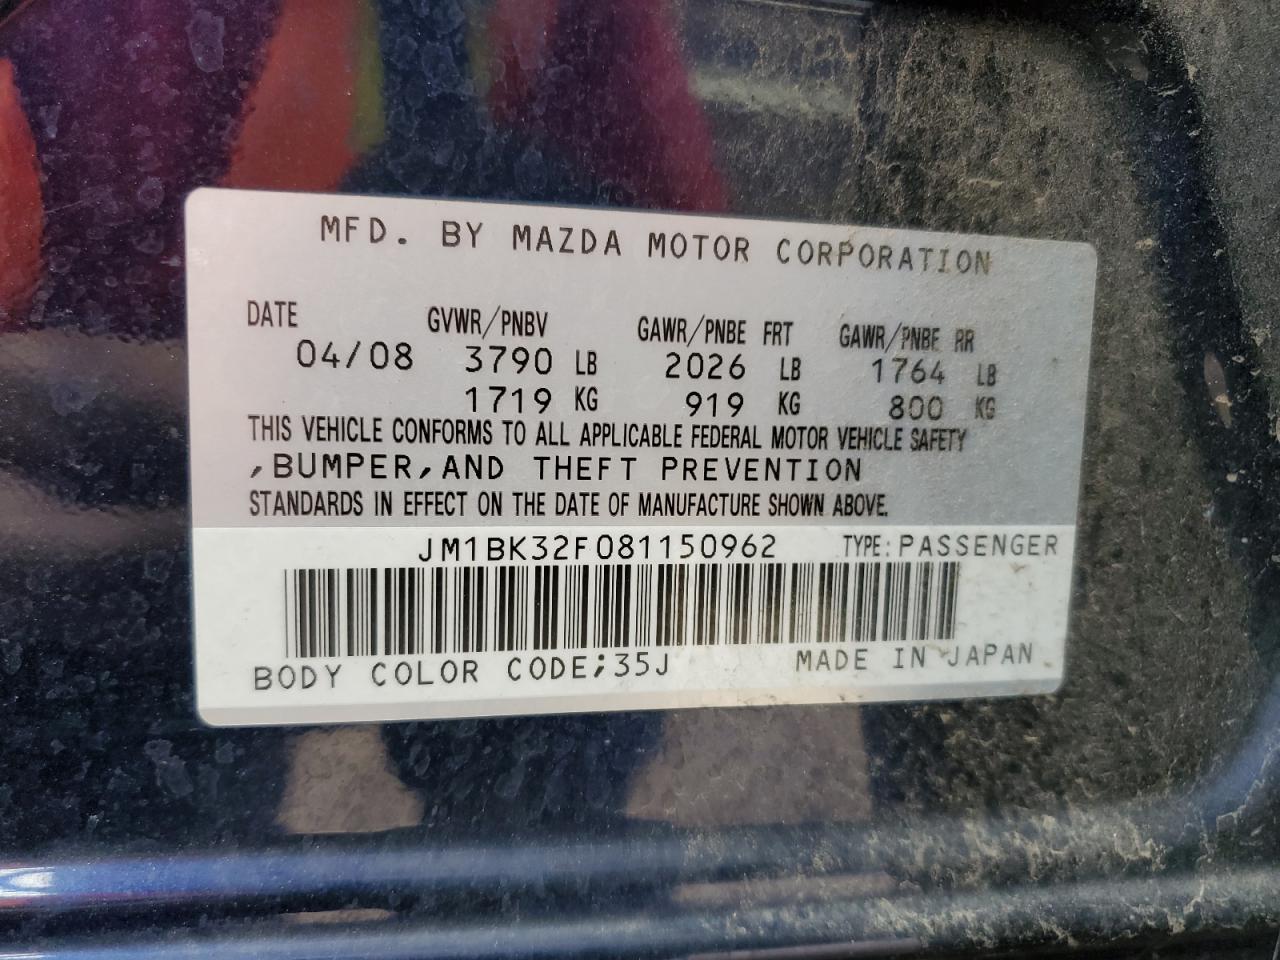 MFD. BY MAZDA MOTOR CORPORATION
DATE GVWR/PNBV GAWR/PNBE FRT GAWR/PNBE RR
04/08 3790 LB 2026 LB 1764 LB
1719 KG 919 KG 800 KG
THIS VEHICLE CONFORMS TO ALL APPLICABLE FEDERAL MOTOR VEHICLE SAFETY
,BUMPER,AND THEFT PREVENTION
STANDARDS IN EFFECT ON THE DATE OF MANUFACTURE SHOWN ABOVE.
JM1BK32F081150962 TYPE:PASSENGER
BODY COLOR CODE;35J MADE IN JAPAN